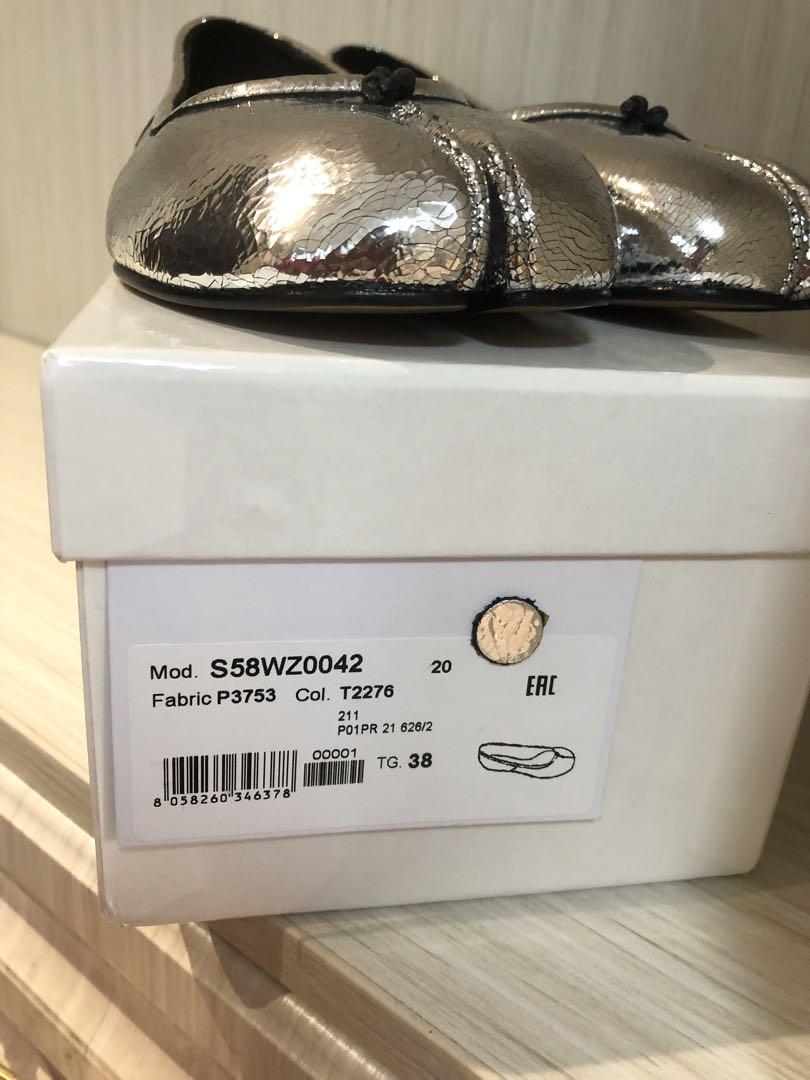 Mod. S58WZ0042 20
Fabric P3753 Col. T2276
EAC
211
P01PR 21 626/2
00001
TG. 38
8 058260 346378